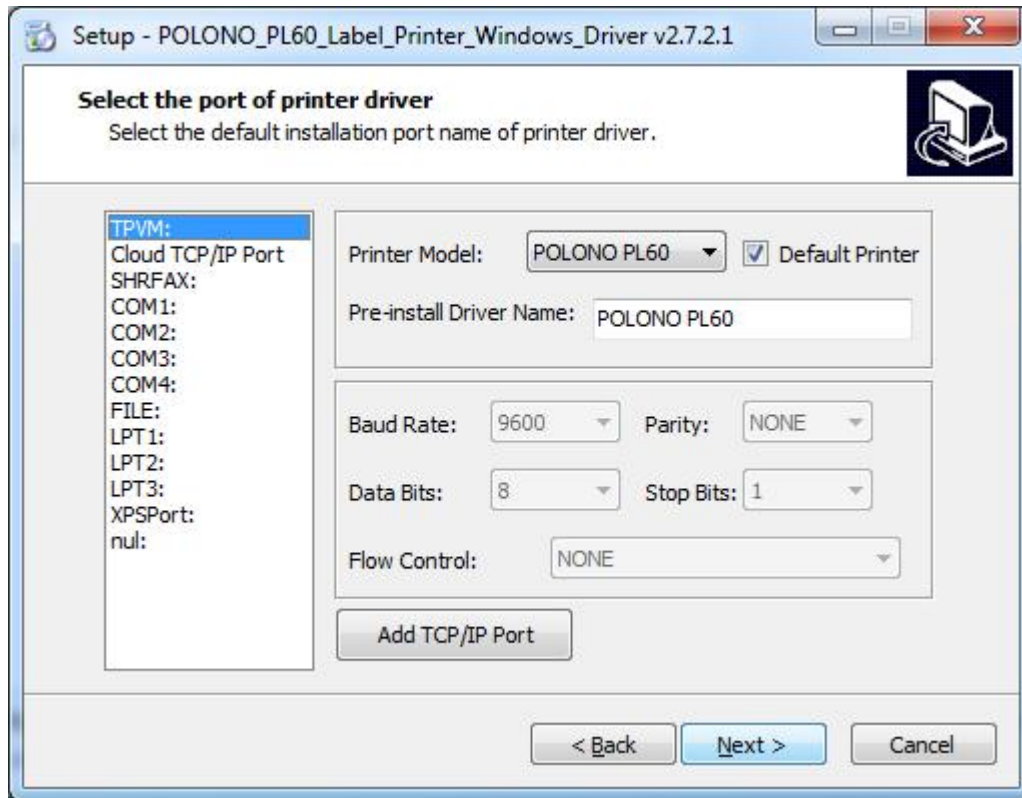 Setup - POLONO_PL60_Label_Printer_Windows_Driver v2.7.2.1
Select the port of printer driver
Select the default installation port name of printer driver.
TPVM:
Cloud TCP/IP Port
SHRFAX:
COM1:
COM2:
COM3:
COM4:
FILE:
LPT1:
LPT2:
LPT3:
XPSPort:
nul:
Printer Model: POLONO PL60 Default Printer
Pre-install Driver Name: POLONO PL60
Baud Rate: 9600 Parity: NONE
Data Bits: 8 Stop Bits: 1
Flow Control: NONE
Add TCP/IP Port
< Back Next > Cancel